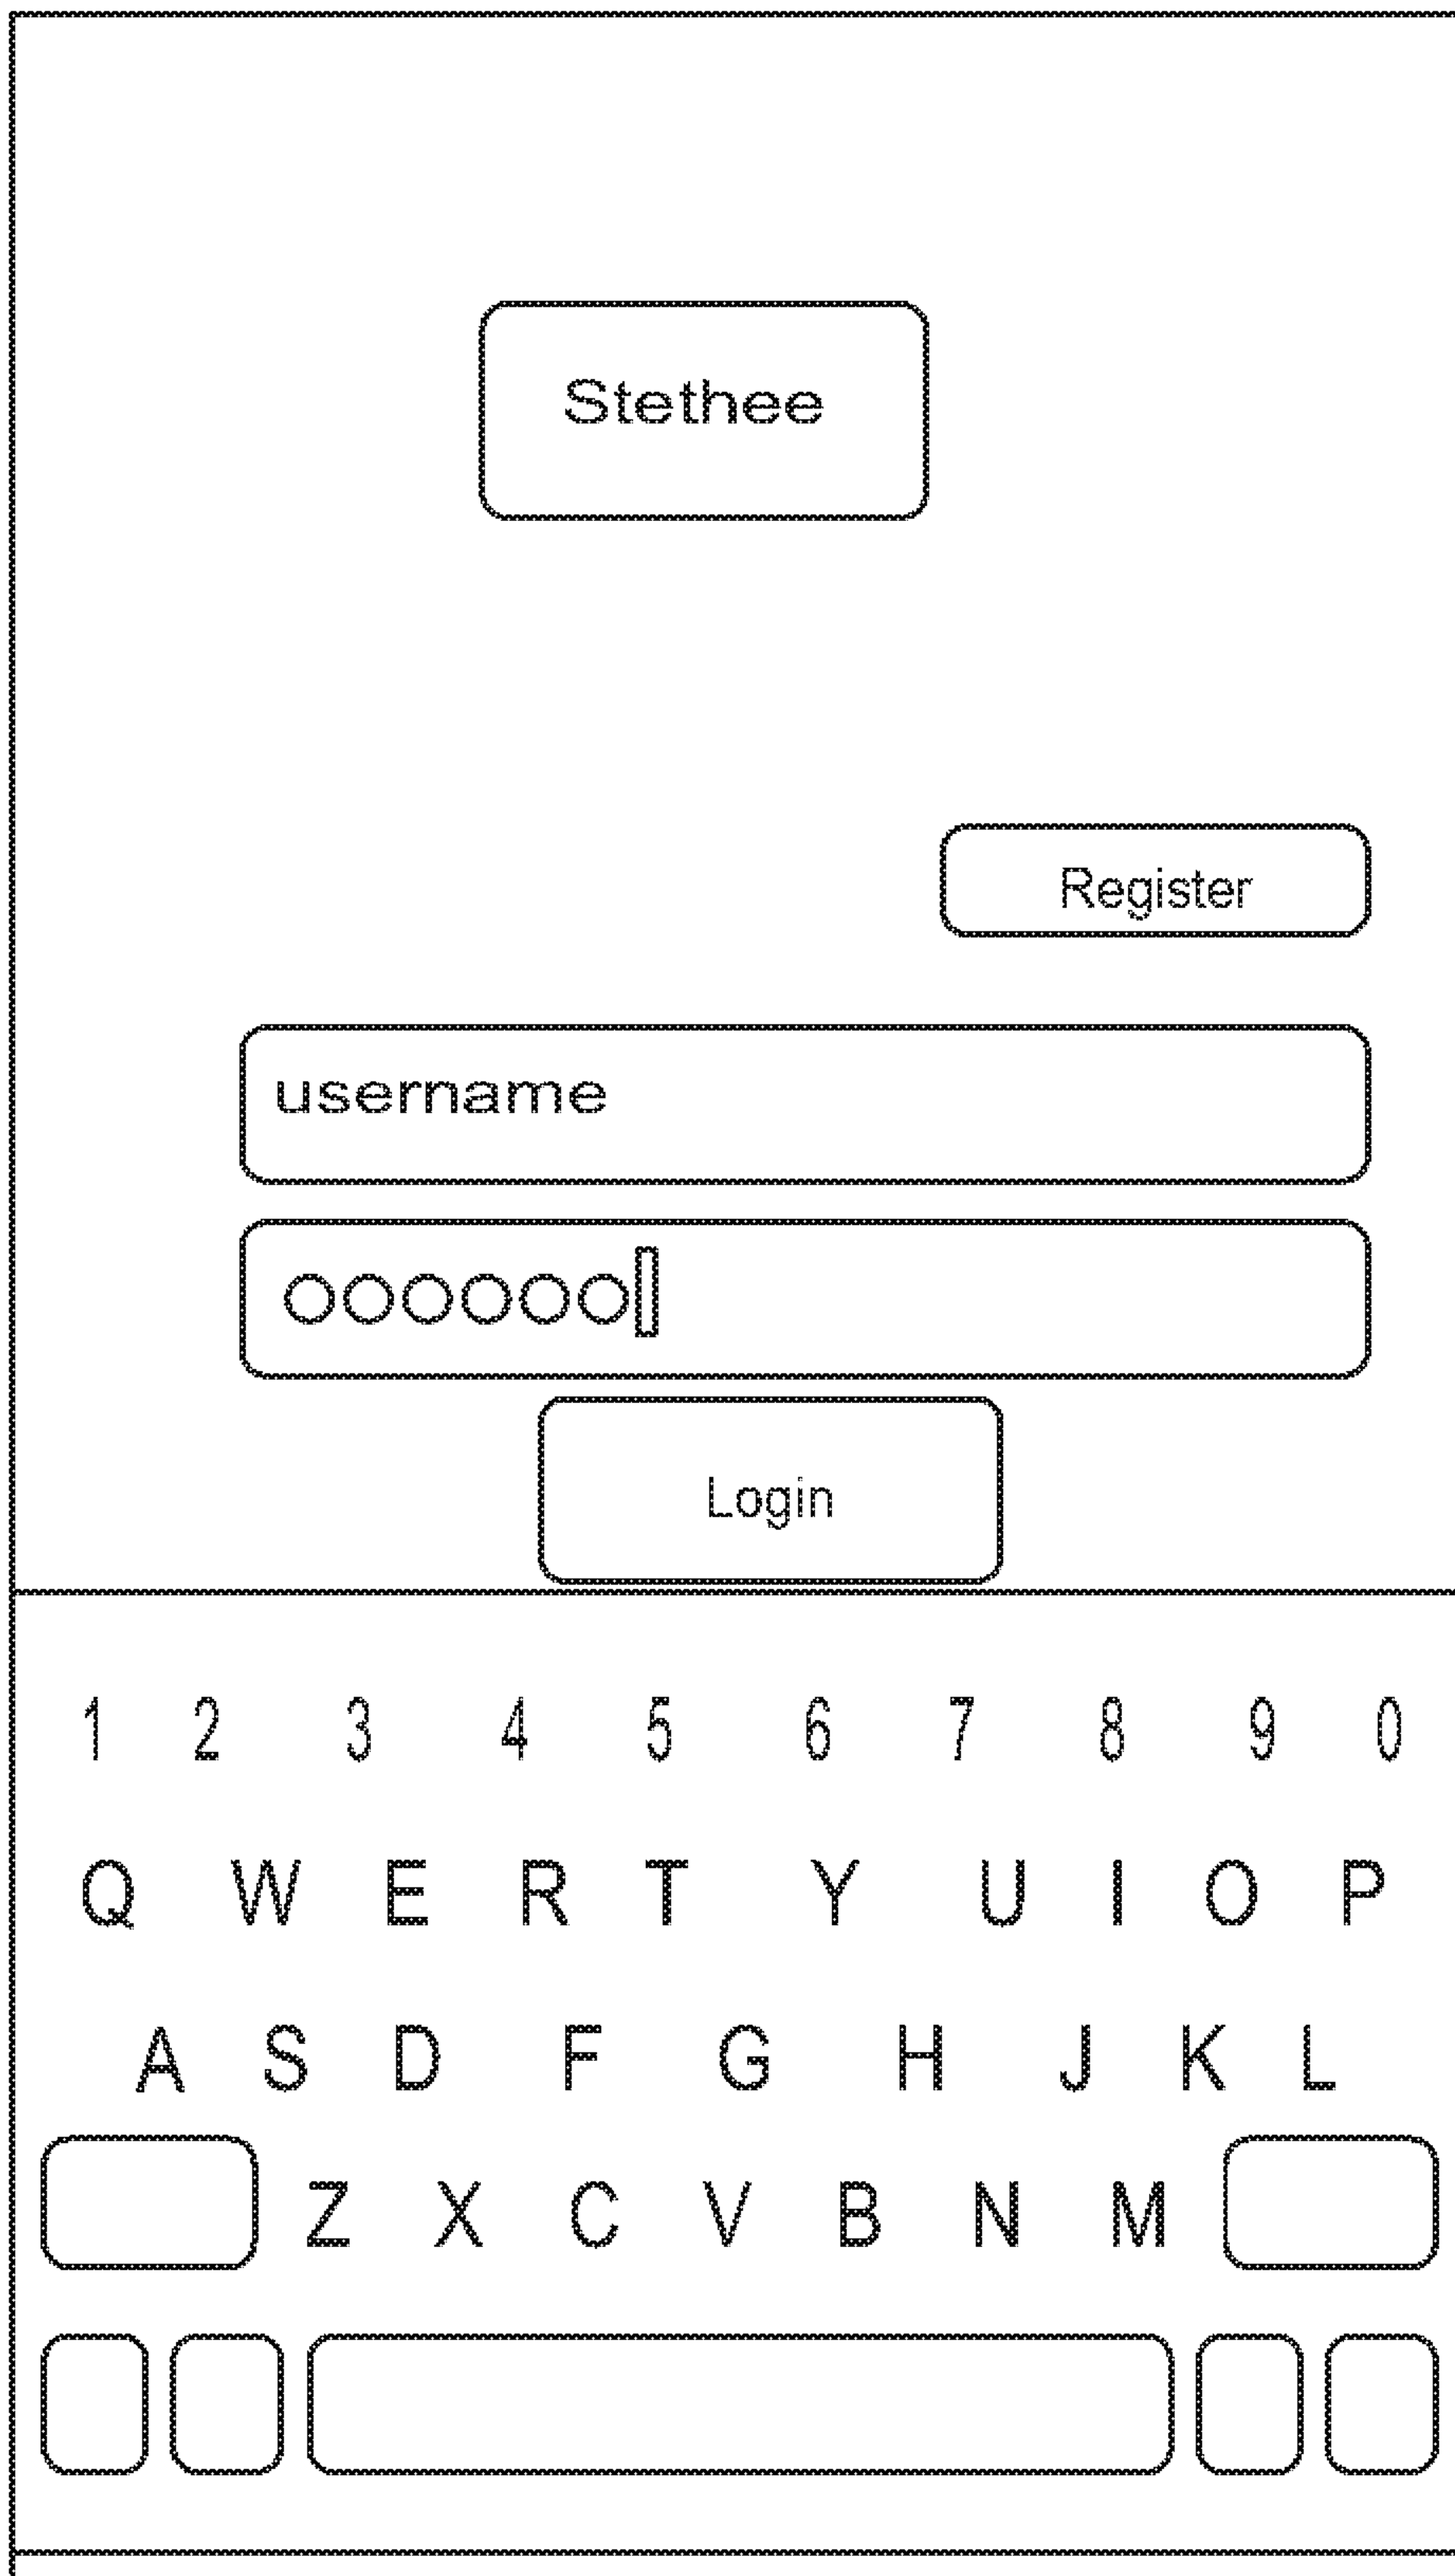 Stethee
Register
username
oooooo
Login
1 2 3 4 5 6 7 8 9 0
Q W E R T Y U I O P
A S D F G H J K L
Z X C V B N M